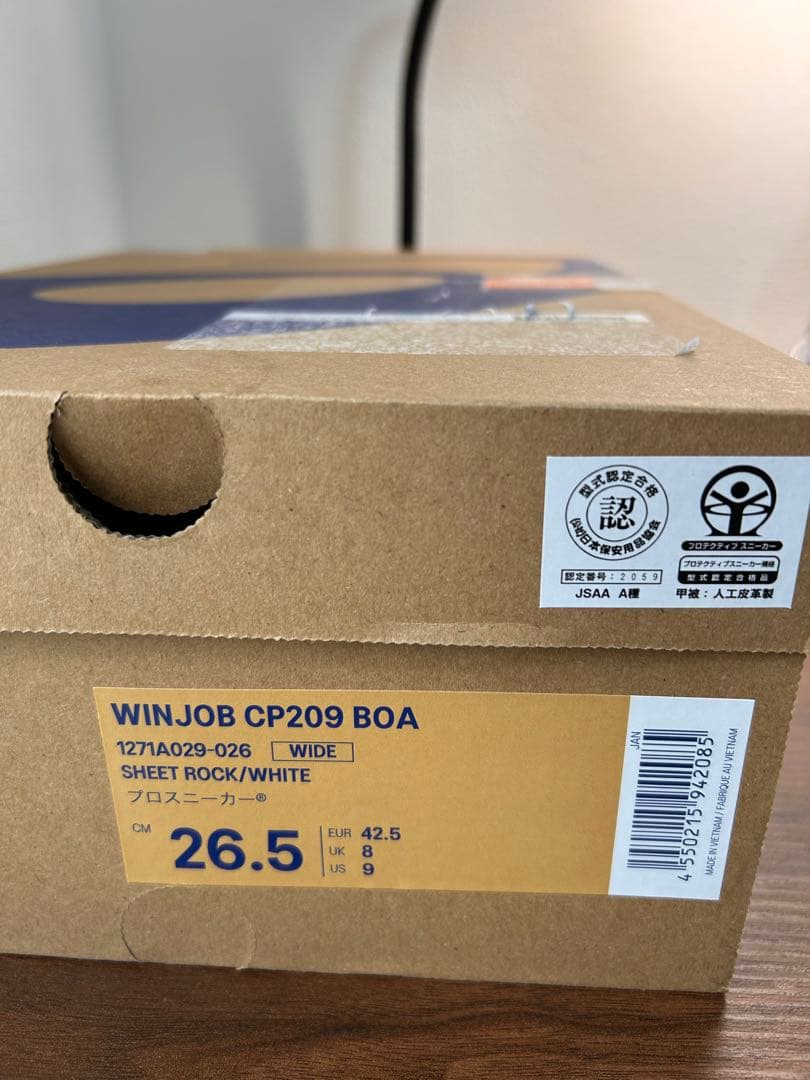 型式認定合格
認
(公社)日本保安用品協会
認定番号:2059
JSAA A種
プロテクティブ スニーカー
プロテクティブスニーカー規格
型式認定合格品
甲被:人工皮革製
WINJOB CP209 BOA
1271A029-026 WIDE
SHEET ROCK/WHITE
プロスニーカー®
CM 26.5
EUR 42.5
UK 8
US 9
JAN
4 550215 942085
MADE IN VIETNAM / FABRIQUE AU VIETNAM